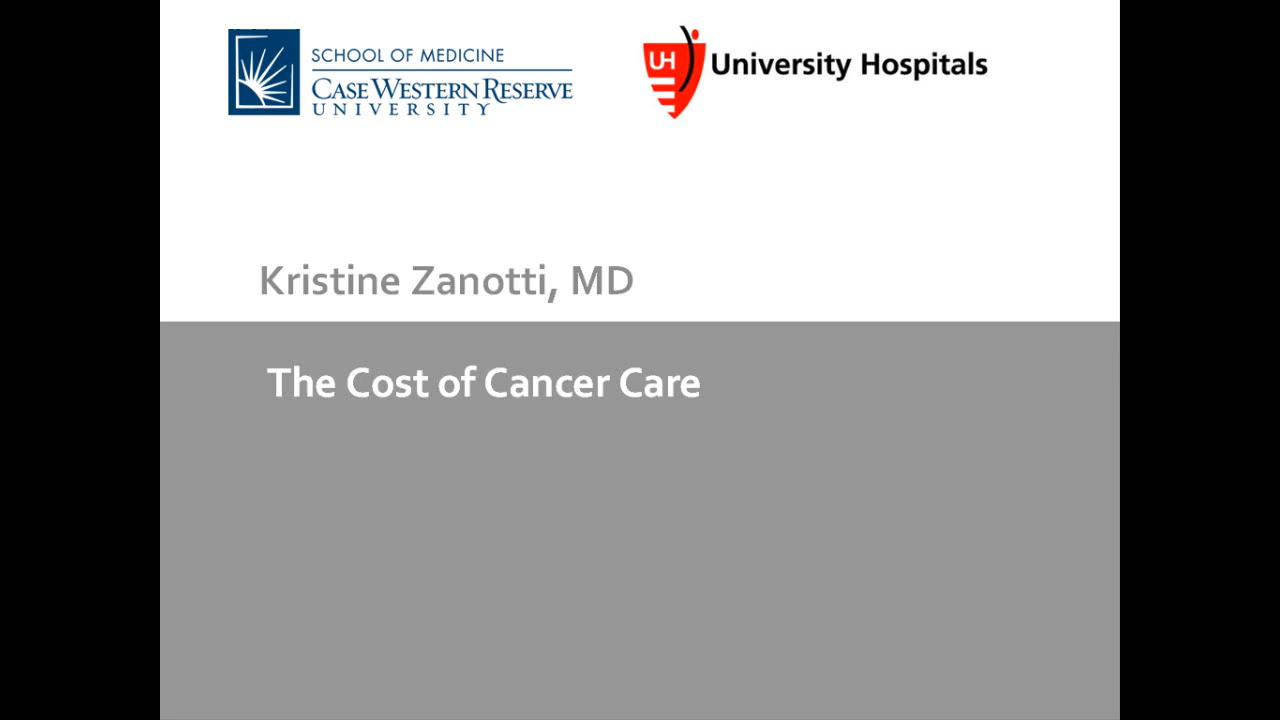 SCHOOL OF MEDICINE
CASE WESTERN RESERVE
UNIVERSITY
UH
University Hospitals
Kristine Zanotti, MD
The Cost of Cancer Care